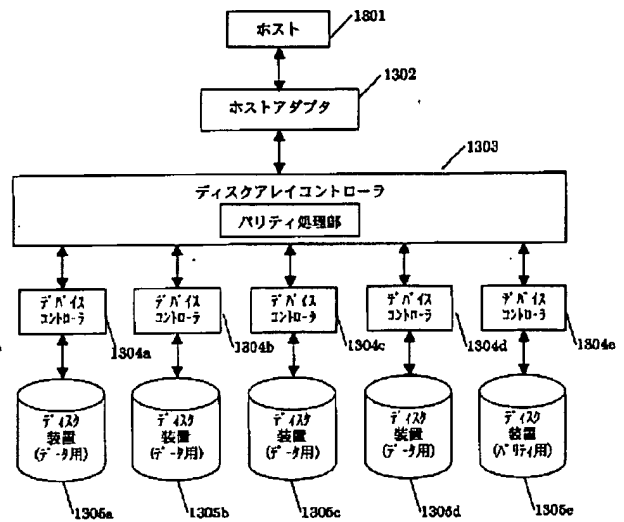 1301
ホスト
1302
ホストアダプタ
1303
ディスクアレイコントローラ
パリティ処理部
デバイス
コントローラ
デバイス
コントローラ
デバイス
コントローラ
デバイス
コントローラ
デバイス
コントローラ
1304a
1304b
1304c
1304d
1304e
ディスク
装置
(データ用)
ディスク
装置
(データ用)
ディスク
装置
(データ用)
ディスク
装置
(データ用)
ディスク
装置
(パリティ用)
1305a
1305b
1305c
1305d
1305e